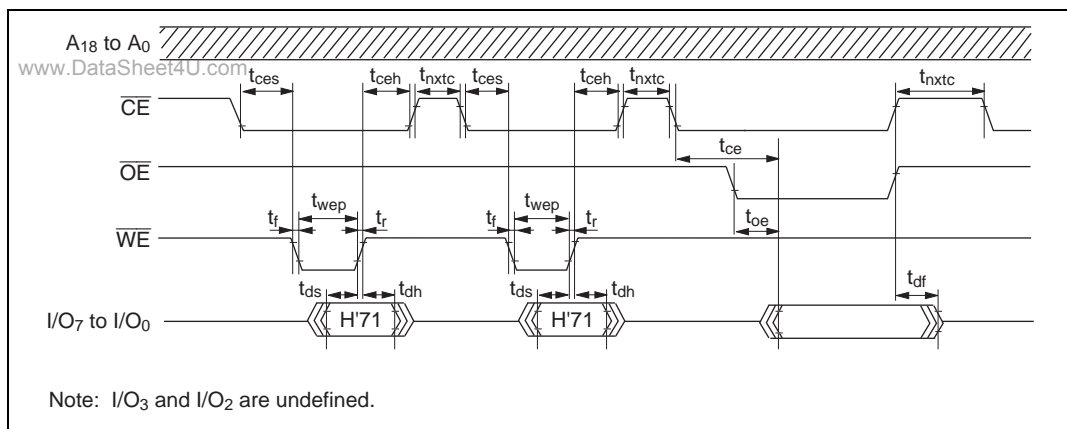 A18 to A0
www.DataSheet4U.com
tces tceh tnxtc tces tceh tnxtc tnxtc
CE
tce
OE
twep twep
tf tr tf tr toe
WE
tds tdh tds tdh tdf
I/O7 to I/O0 H'71 H'71
Note: I/O3 and I/O2 are undefined.